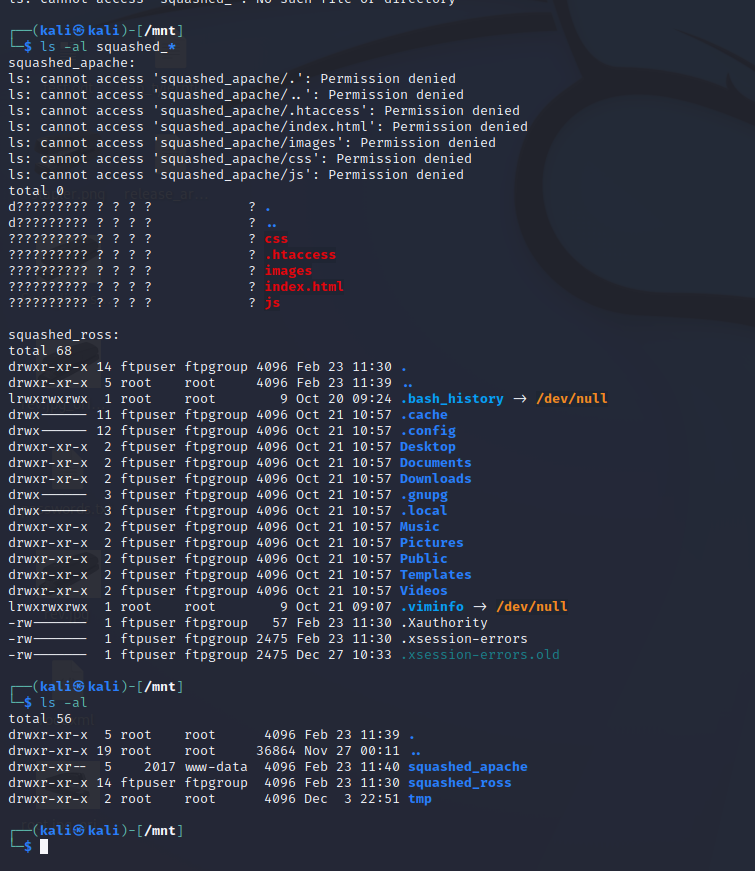 ls: cannot access 'squashed_': No such file or directory
┌──(kali㉿kali)-[/mnt]
└─$ ls -al squashed_*
squashed_apache:
ls: cannot access 'squashed_apache/.': Permission denied
ls: cannot access 'squashed_apache/..': Permission denied
ls: cannot access 'squashed_apache/.htaccess': Permission denied
ls: cannot access 'squashed_apache/index.html': Permission denied
ls: cannot access 'squashed_apache/images': Permission denied
ls: cannot access 'squashed_apache/css': Permission denied
ls: cannot access 'squashed_apache/js': Permission denied
total 0
d????????? ? ? ? ?            ? .
d????????? ? ? ? ?            ? ..
?????????? ? ? ? ?            ? css
?????????? ? ? ? ?            ? .htaccess
?????????? ? ? ? ?            ? images
?????????? ? ? ? ?            ? index.html
?????????? ? ? ? ?            ? js
squashed_ross:
total 68
drwxr-xr-x 14 ftpuser ftpgroup 4096 Feb 23 11:30 .
drwxr-xr-x  5 root    root     4096 Feb 23 11:39 ..
lrwxrwxrwx  1 root    root        9 Oct 20 09:24 .bash_history -> /dev/null
drwx------ 11 ftpuser ftpgroup 4096 Oct 21 10:57 .cache
drwx------ 12 ftpuser ftpgroup 4096 Oct 21 10:57 .config
drwxr-xr-x  2 ftpuser ftpgroup 4096 Oct 21 10:57 Desktop
drwxr-xr-x  2 ftpuser ftpgroup 4096 Oct 21 10:57 Documents
drwxr-xr-x  2 ftpuser ftpgroup 4096 Oct 21 10:57 Downloads
drwx------  3 ftpuser ftpgroup 4096 Oct 21 10:57 .gnupg
drwx------  3 ftpuser ftpgroup 4096 Oct 21 10:57 .local
drwxr-xr-x  2 ftpuser ftpgroup 4096 Oct 21 10:57 Music
drwxr-xr-x  2 ftpuser ftpgroup 4096 Oct 21 10:57 Pictures
drwxr-xr-x  2 ftpuser ftpgroup 4096 Oct 21 10:57 Public
drwxr-xr-x  2 ftpuser ftpgroup 4096 Oct 21 10:57 Templates
drwxr-xr-x  2 ftpuser ftpgroup 4096 Oct 21 10:57 Videos
lrwxrwxrwx  1 root    root        9 Oct 21 09:07 .viminfo -> /dev/null
-rw-------  1 ftpuser ftpgroup   57 Feb 23 11:30 .Xauthority
-rw-------  1 ftpuser ftpgroup 2475 Feb 23 11:30 .xsession-errors
-rw-------  1 ftpuser ftpgroup 2475 Dec 27 10:33 .xsession-errors.old
┌──(kali㉿kali)-[/mnt]
└─$ ls -al
total 56
drwxr-xr-x  5 root    root      4096 Feb 23 11:39 .
drwxr-xr-x 19 root    root     36864 Nov 27 00:11 ..
drwxr-xr--  5    2017 www-data  4096 Feb 23 11:40 squashed_apache
drwxr-xr-x 14 ftpuser ftpgroup  4096 Feb 23 11:30 squashed_ross
drwxr-xr-x  2 root    root      4096 Dec  3 22:51 tmp
┌──(kali㉿kali)-[/mnt]
└─$